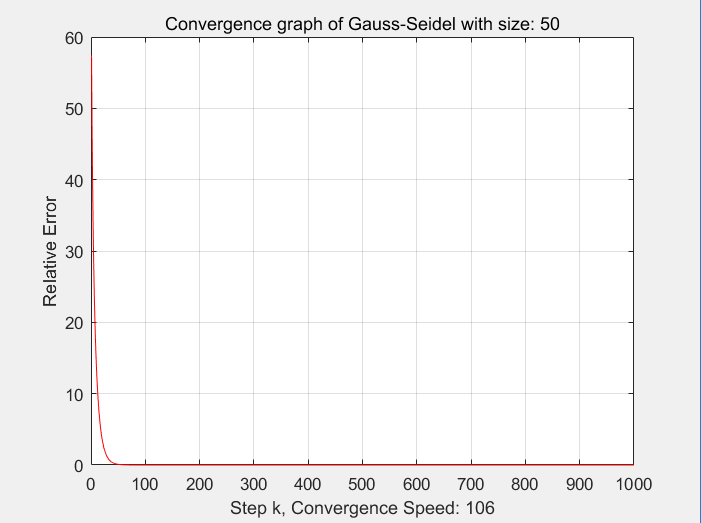 Convergence graph of Gauss-Seidel with size: 50
60
50
40
30
20
10
0
Relative Error
0 100 200 300 400 500 600 700 800 900 1000
Step k, Convergence Speed: 106